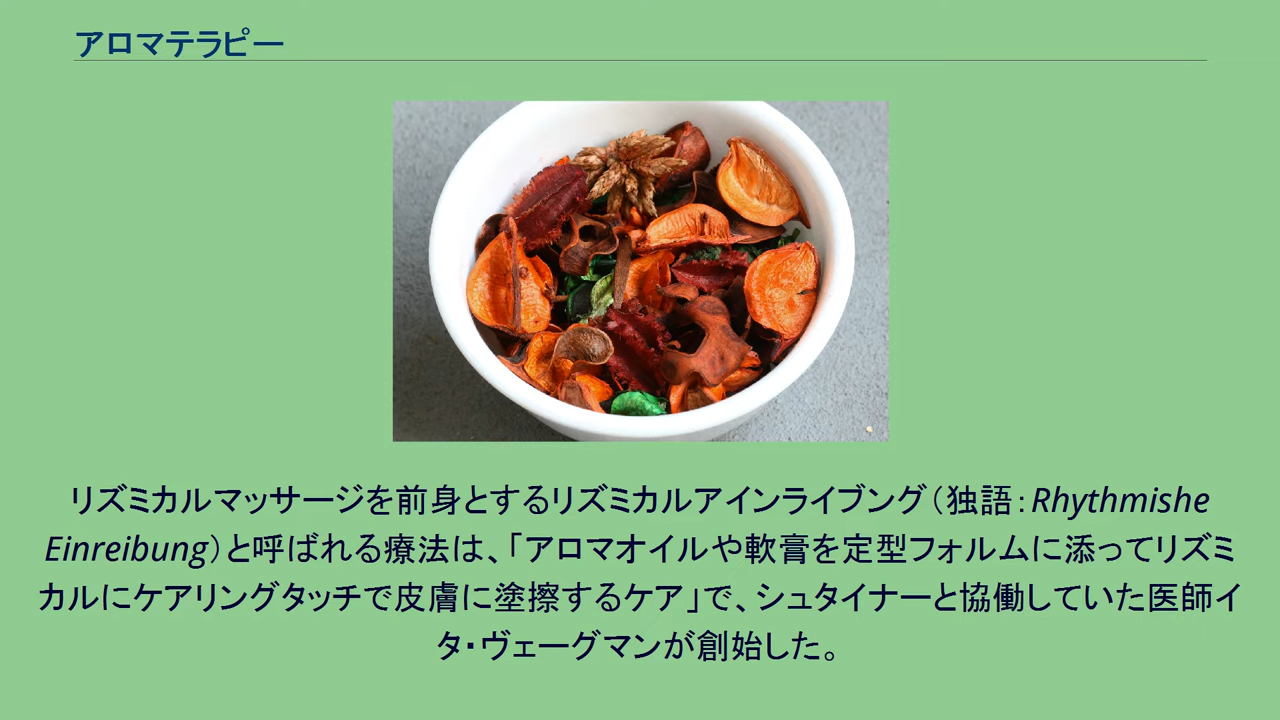 アロマテラピー
リズミカルマッサージを前身とするリズミカルアインライブング（独語：Rhythmishe
Einreibung）と呼ばれる療法は、「アロマオイルや軟膏を定型フォルムに添ってリズミ
カルにケアリングタッチで皮膚に塗擦するケア」で、シュタイナーと協働していた医師イ
タ・ヴェーグマンが創始した。